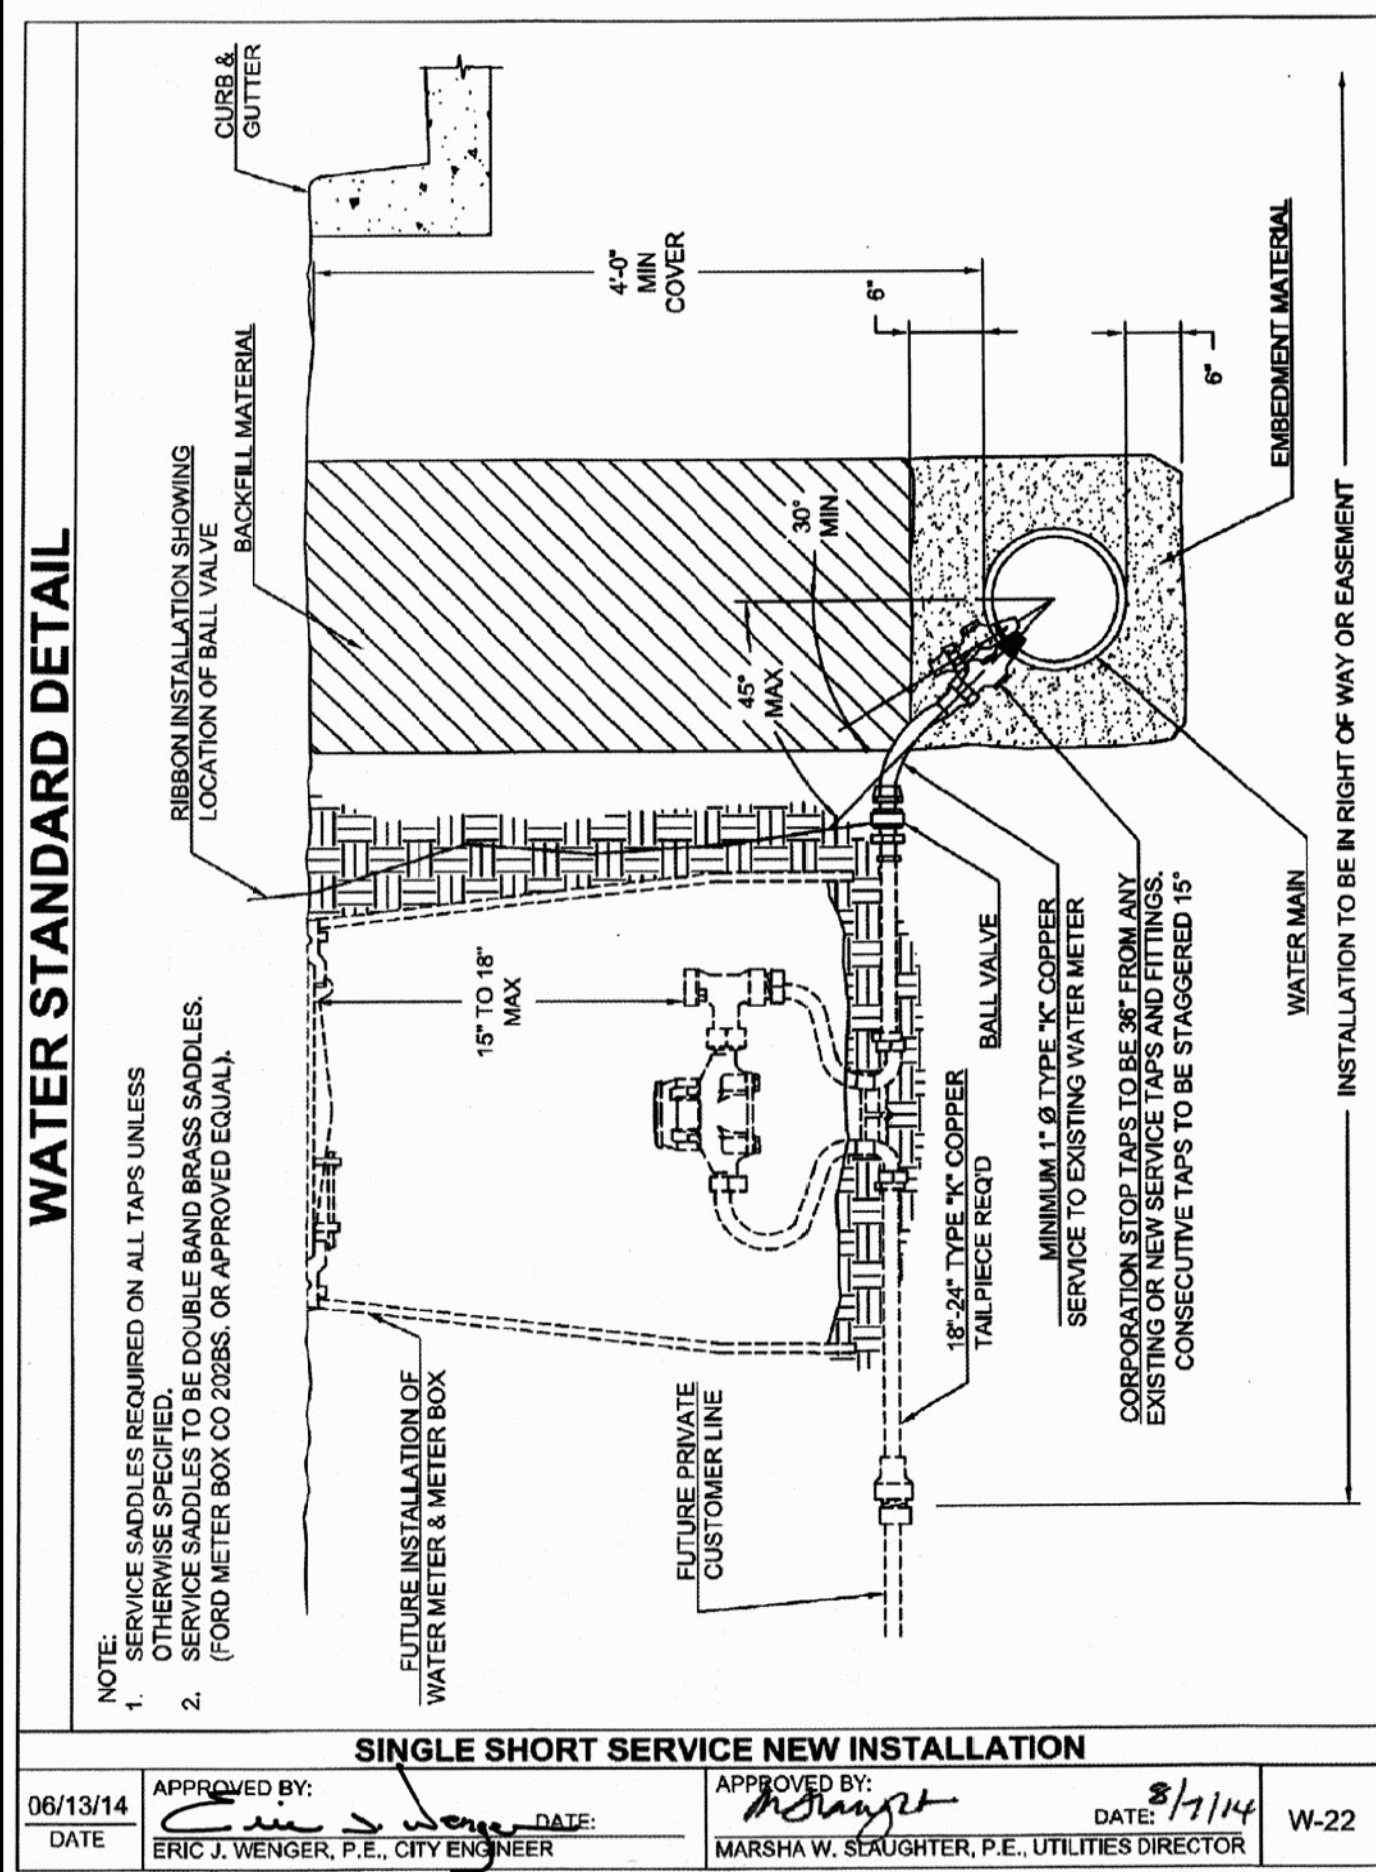 WATER STANDARD DETAIL
NOTE:
1. SERVICE SADDLES REQUIRED ON ALL TAPS UNLESS
OTHERWISE SPECIFIED.
2. SERVICE SADDLES TO BE DOUBLE BAND BRASS SADDLES.
(FORD METER BOX CO 202BS. OR APPROVED EQUAL).
CURB &
GUTTER
RIBBON INSTALLATION SHOWING
LOCATION OF BALL VALVE
BACKFILL MATERIAL
4'-0"
MIN
COVER
6"
6"
30°
MIN
45°
MAX
15" TO 18"
MAX
FUTURE INSTALLATION OF
WATER METER & METER BOX
FUTURE PRIVATE
CUSTOMER LINE
18"-24" TYPE "K" COPPER
TAILPIECE REQ'D
BALL VALVE
MINIMUM 1" Ø TYPE "K" COPPER
SERVICE TO EXISTING WATER METER
CORPORATION STOP TAPS TO BE 36" FROM ANY
EXISTING OR NEW SERVICE TAPS AND FITTINGS.
CONSECUTIVE TAPS TO BE STAGGERED 15°
WATER MAIN
EMBEDMENT MATERIAL
INSTALLATION TO BE IN RIGHT OF WAY OR EASEMENT
SINGLE SHORT SERVICE NEW INSTALLATION
06/13/14
DATE
APPROVED BY:
Eric J. Wenger DATE:
ERIC J. WENGER, P.E., CITY ENGINEER
APPROVED BY:
DATE: 8/7/14
MARSHA W. SLAUGHTER, P.E., UTILITIES DIRECTOR
W-22